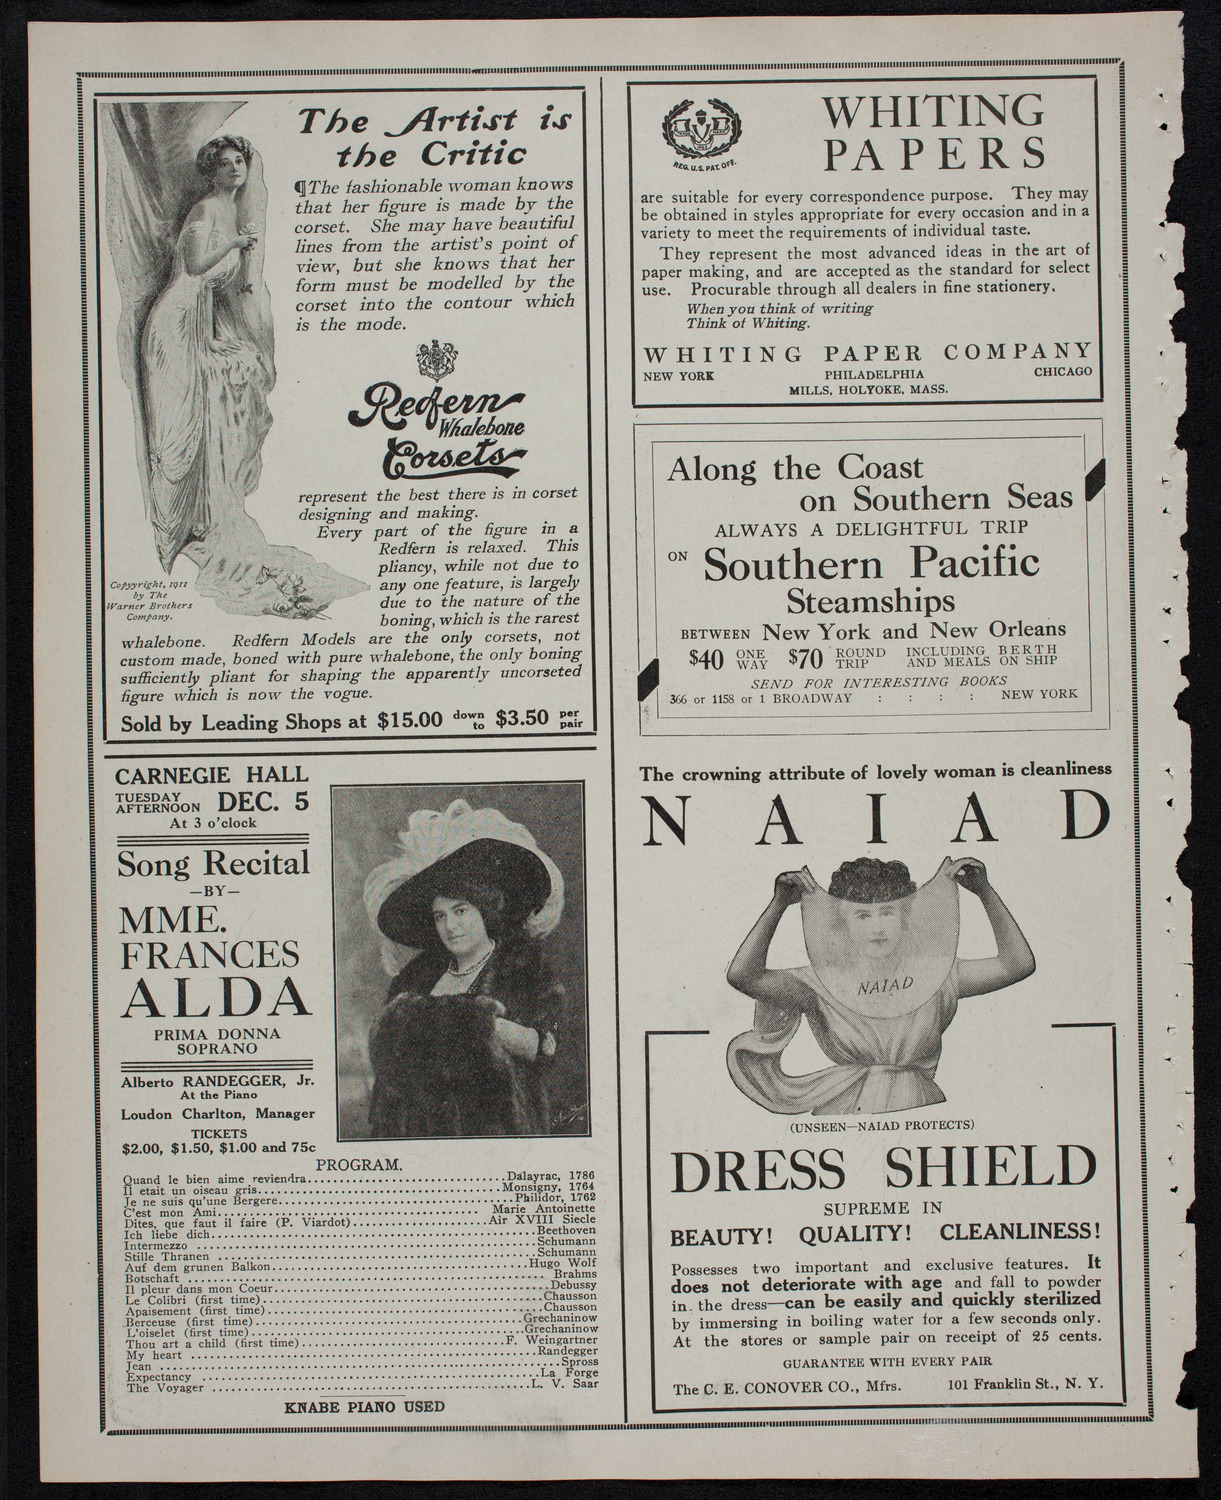 The Artist is
the Critic
¶The fashionable woman knows
that her figure is made by the
corset. She may have beautiful
lines from the artist's point of
view, but she knows that her
form must be modelled by the
corset into the contour which
is the mode.
Redfern
Whalebone
Corsets
represent the best there is in corset
designing and making.
Every part of the figure in a
Redfern is relaxed. This
pliancy, while not due to
any one feature, is largely
due to the nature of the
boning, which is the rarest
Copyyright, 1911
by The
Warner Brothers
Company.
whalebone. Redfern Models are the only corsets, not
custom made, boned with pure whalebone, the only boning
sufficiently pliant for shaping the apparently uncorseted
figure which is now the vogue.
Sold by Leading Shops at $15.00 down to $3.50 per pair
CARNEGIE HALL
TUESDAY AFTERNOON DEC. 5
At 3 o'clock
Song Recital
—BY—
MME.
FRANCES
ALDA
PRIMA DONNA
SOPRANO
Alberto RANDEGGER, Jr.
At the Piano
Loudon Charlton, Manager
TICKETS
$2.00, $1.50, $1.00 and 75c
PROGRAM.
Quand le bien aime reviendra..........Dalayrac, 1786
Il etait un oiseau gris..........Monsigny, 1764
Je ne suis qu'une Bergere..........Philidor, 1762
C'est mon Ami.......... Marie Antoinette
Dites, que faut il faire (P. Viardot)..........Air XVIII Siecle
Ich liebe dich..........Beethoven
Intermezzo ..........Schumann
Stille Thranen ..........Schumann
Auf dem grunen Balkon..........Hugo Wolf
Botschaft .......... Brahms
Il pleur dans mon Coeur..........Debussy
Le Colibri (first time)..........Chausson
Apaisement (first time)..........Chausson
Berceuse (first time)..........Grechaninow
L'oiselet (first time)..........Grechaninow
Thou art a child (first time)..........F. Weingartner
My heart ..........Randegger
Jean ..........Spross
Expectancy ..........La Forge
The Voyager ..........L. V. Saar
KNABE PIANO USED
REG. U.S. PAT. OFF.
WHITING
PAPERS
are suitable for every correspondence purpose. They may
be obtained in styles appropriate for every occasion and in a
variety to meet the requirements of individual taste.
They represent the most advanced ideas in the art of
paper making, and are accepted as the standard for select
use. Procurable through all dealers in fine stationery.
When you think of writing
Think of Whiting.
WHITING PAPER COMPANY
NEW YORK PHILADELPHIA CHICAGO
MILLS, HOLYOKE, MASS.
Along the Coast
on Southern Seas
ALWAYS A DELIGHTFUL TRIP
ON Southern Pacific
Steamships
BETWEEN New York and New Orleans
$40 ONE WAY $70 ROUND TRIP INCLUDING BERTH AND MEALS ON SHIP
SEND FOR INTERESTING BOOKS
366 or 1158 or 1 BROADWAY : : : : NEW YORK
The crowning attribute of lovely woman is cleanliness
NAIAD
NAIAD
(UNSEEN—NAIAD PROTECTS)
DRESS SHIELD
SUPREME IN
BEAUTY! QUALITY! CLEANLINESS!
Possesses two important and exclusive features. It
does not deteriorate with age and fall to powder
in the dress—can be easily and quickly sterilized
by immersing in boiling water for a few seconds only.
At the stores or sample pair on receipt of 25 cents.
GUARANTEE WITH EVERY PAIR
The C. E. CONOVER CO., Mfrs. 101 Franklin St., N. Y.